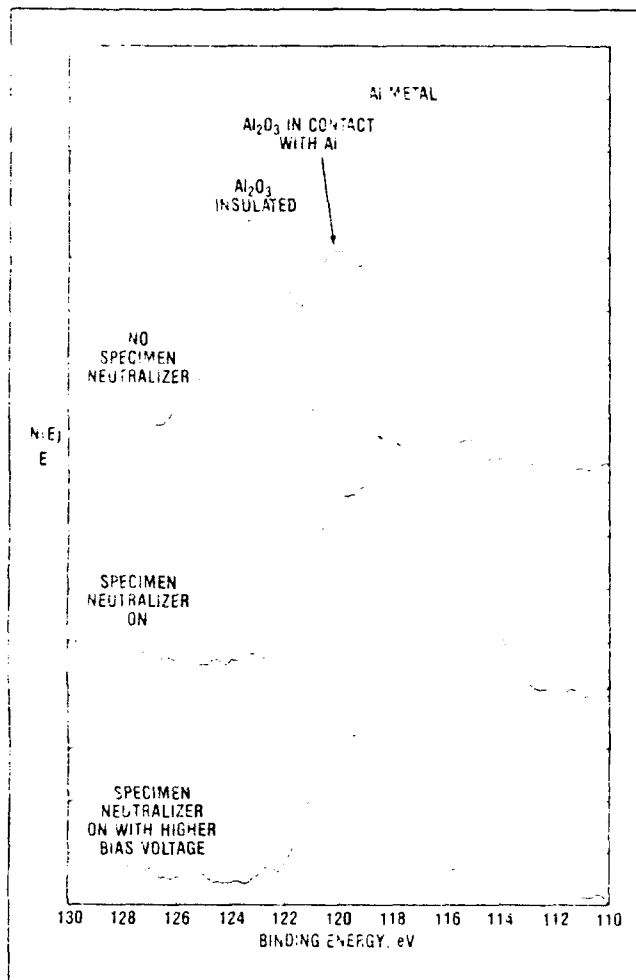 Al METAL
Al₂O₃ IN CONTACT
WITH Al
Al₂O₃
INSULATED
NO
SPECIMEN
NEUTRALIZER
N(E)
E
SPECIMEN
NEUTRALIZER
ON
SPECIMEN
NEUTRALIZER
ON WITH HIGHER
BIAS VOLTAGE
130 128 126 124 122 120 118 116 114 112 110
BINDING ENERGY, eV